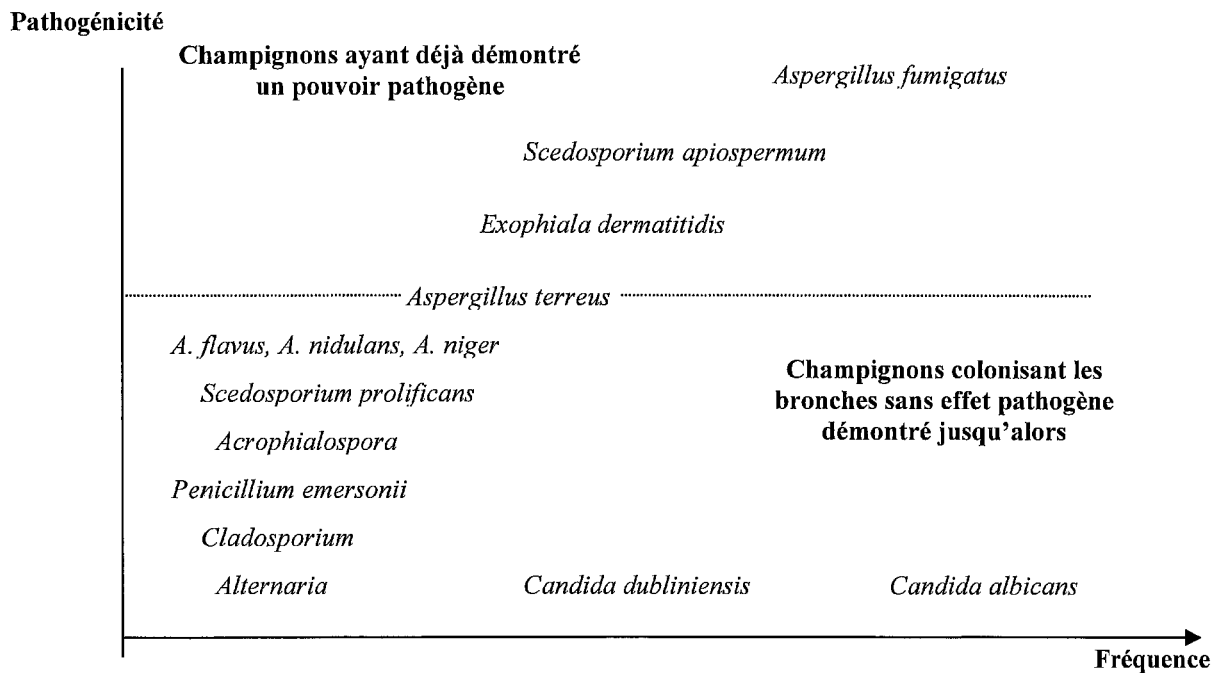 Pathogénicité
Champignons ayant déjà démontré
un pouvoir pathogène
Aspergillus fumigatus
Scedosporium apiospermum
Exophiala dermatitidis
Aspergillus terreus
A. flavus, A. nidulans, A. niger
Scedosporium prolificans
Acrophialospora
Penicillium emersonii
Cladosporium
Alternaria
Champignons colonisant les
bronches sans effet pathogène
démontré jusqu'alors
Candida dubliniensis
Candida albicans
Fréquence